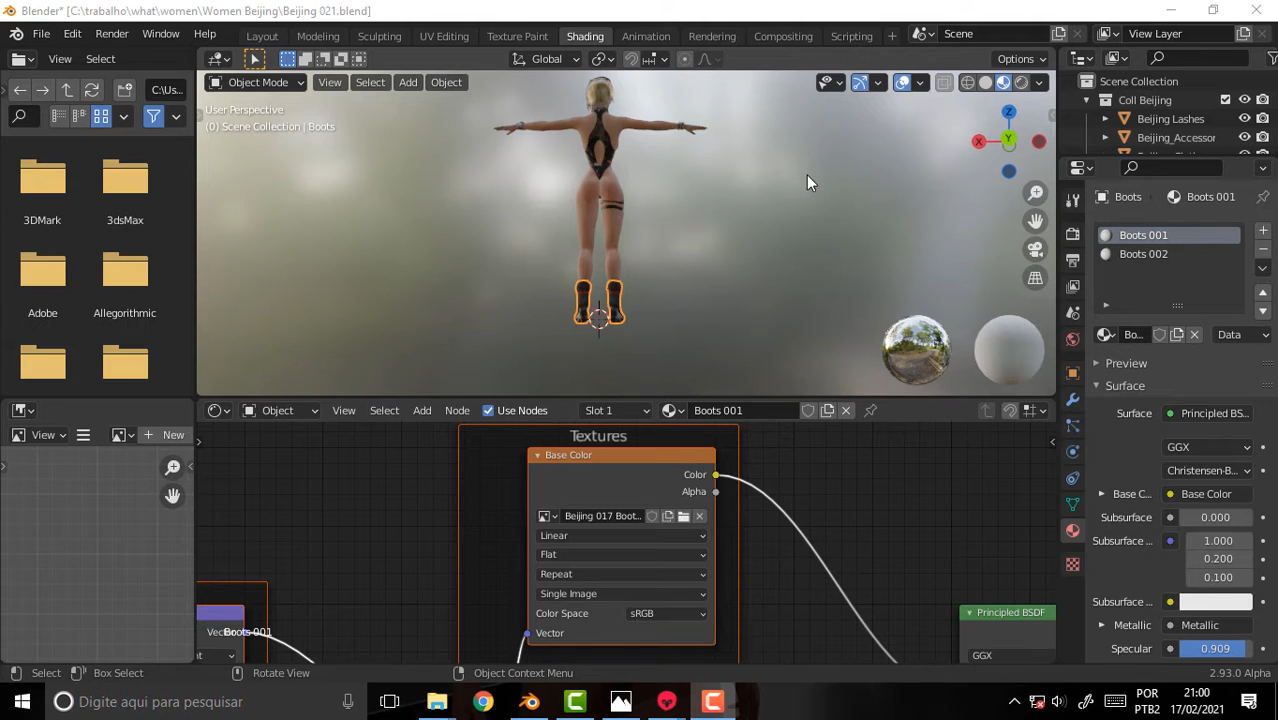 Blender* [C:\trabalho\what\women\Women Beijing\Beijing 021.blend]
File Edit Render Window Help
Layout Modeling Sculpting UV Editing Texture Paint Shading Animation Rendering Compositing Scripting
Scene
View Layer
View Select
Global
Options
C:\Us...
Object Mode View Select Add Object
User Perspective
(0) Scene Collection | Boots
X Y Z
3DMark 3dsMax
Adobe Allegorithmic
Scene Collection
Coll Beijing
Beijing Lashes
Beijing_Accessor
Boots Boots 001
Boots 001
Boots 002
Bo... Data
Preview
Surface
Surface Principled BS...
GGX
Christensen-B...
Base C... Base Color
Subsurface 0.000
Subsurface ... 1.000
0.200
0.100
Subsurface ...
Metallic Metallic
Specular 0.909
View New
Object View Select Add Node Use Nodes Slot 1 Boots 001
Textures
Base Color
Color
Alpha
Beijing 017 Boot...
Linear
Flat
Repeat
Single Image
Color Space sRGB
Vector
Boots 001
Principled BSDF
GGX
Select Box Select Rotate View Object Context Menu 2.93.0 Alpha
Digite aqui para pesquisar
POR
PTB2
21:00
17/02/2021